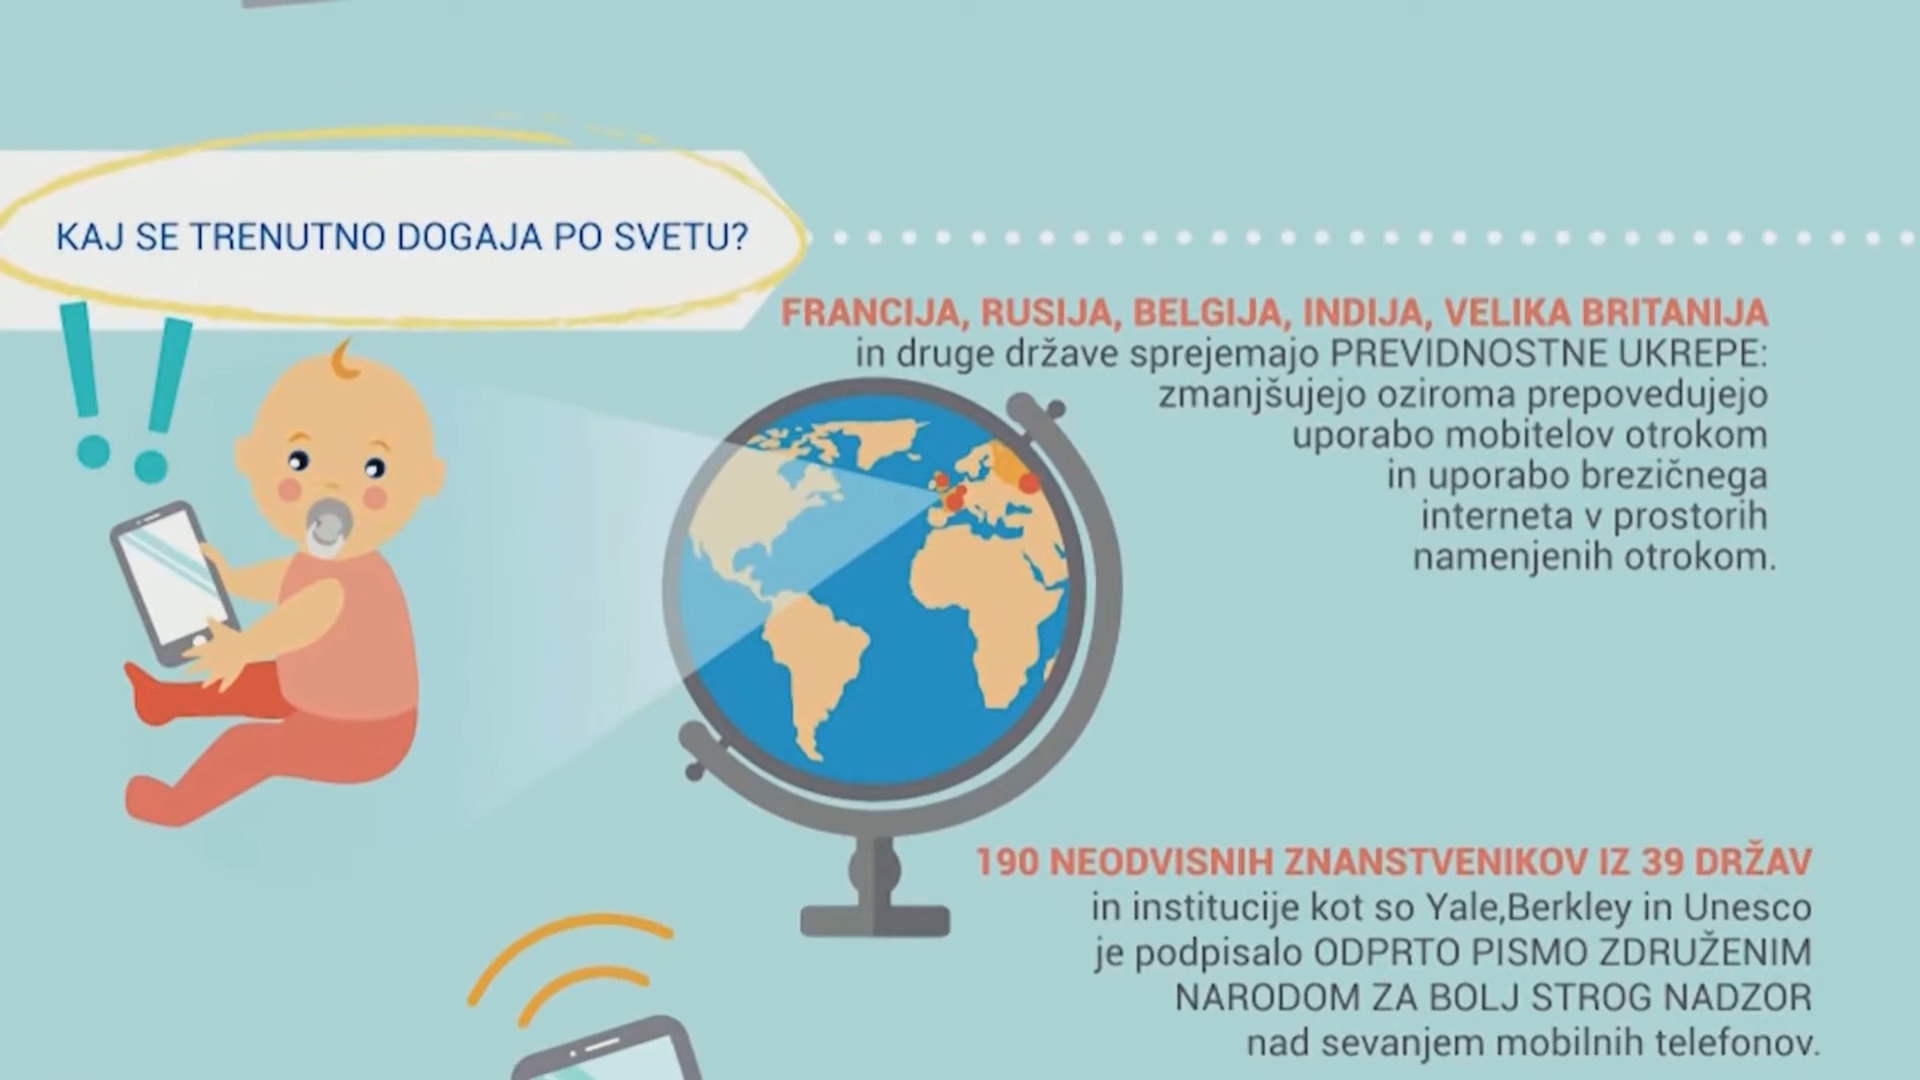 KAJ SE TRENUTNO DOGAJA PO SVETU?
FRANCIJA, RUSIJA, BELGIJA, INDIJA, VELIKA BRITANIJA
in druge države sprejemajo PREVIDNOSTNE UKREPE:
zmanjšujejo oziroma prepovedujejo
uporabo mobitelov otrokom
in uporabo brezičnega
interneta v prostorih
namenjenih otrokom.
190 NEODVISNIH ZNANSTVENIKOV IZ 39 DRŽAV
in institucije kot so Yale,Berkley in Unesco
je podpisalo ODPRTO PISMO ZDRUŽENIM
NARODOM ZA BOLJ STROG NADZOR
nad sevanjem mobilnih telefonov.